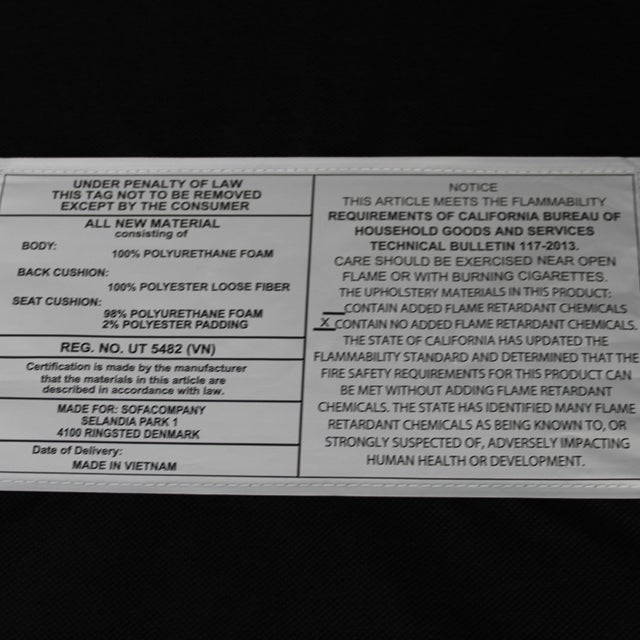 UNDER PENALTY OF LAW
THIS TAG NOT TO BE REMOVED
EXCEPT BY THE CONSUMER
ALL NEW MATERIAL
consisting of
BODY:
100% POLYURETHANE FOAM
BACK CUSHION:
100% POLYESTER LOOSE FIBER
SEAT CUSHION:
98% POLYURETHANE FOAM
2% POLYESTER PADDING
REG. NO. UT 5482 (VN)
Certification is made by the manufacturer
that the materials in this article are
described in accordance with law.
MADE FOR: SOFACOMPANY
SELANDIA PARK 1
4100 RINGSTED DENMARK
Date of Delivery:
MADE IN VIETNAM
NOTICE
THIS ARTICLE MEETS THE FLAMMABILITY
REQUIREMENTS OF CALIFORNIA BUREAU OF
HOUSEHOLD GOODS AND SERVICES
TECHNICAL BULLETIN 117-2013.
CARE SHOULD BE EXERCISED NEAR OPEN
FLAME OR WITH BURNING CIGARETTES.
THE UPHOLSTERY MATERIALS IN THIS PRODUCT:
__CONTAIN ADDED FLAME RETARDANT CHEMICALS
X CONTAIN NO ADDED FLAME RETARDANT CHEMICALS.
THE STATE OF CALIFORNIA HAS UPDATED THE
FLAMMABILITY STANDARD AND DETERMINED THAT THE
FIRE SAFETY REQUIREMENTS FOR THIS PRODUCT CAN
BE MET WITHOUT ADDING FLAME RETARDANT
CHEMICALS. THE STATE HAS IDENTIFIED MANY FLAME
RETARDANT CHEMICALS AS BEING KNOWN TO, OR
STRONGLY SUSPECTED OF, ADVERSELY IMPACTING
HUMAN HEALTH OR DEVELOPMENT.